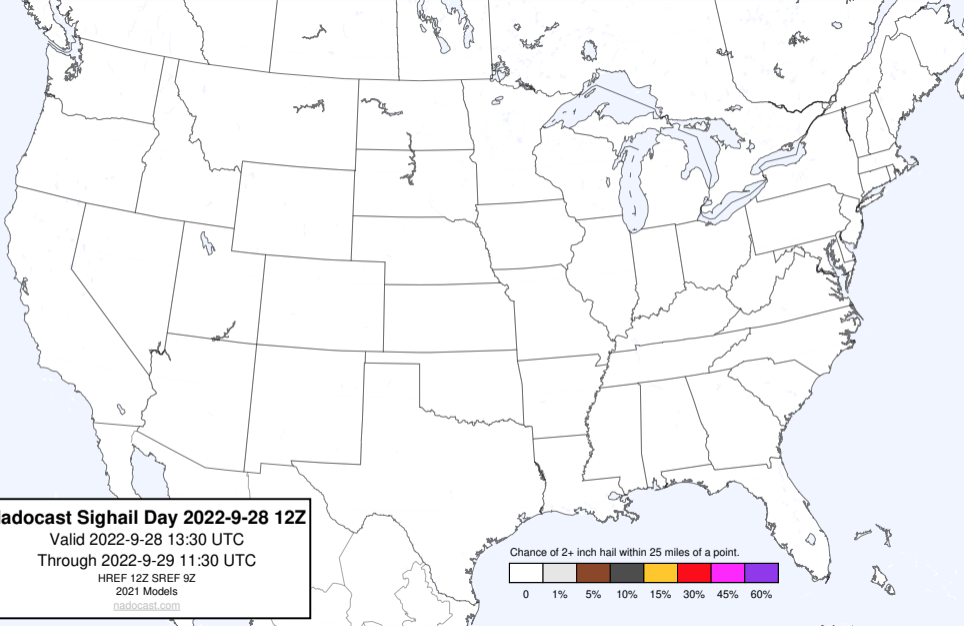 adocast Sighail Day 2022-9-28 12Z
Valid 2022-9-28 13:30 UTC
Through 2022-9-29 11:30 UTC
HREF 12Z SREF 9Z
2021 Models
nadocast.com
Chance of 2+ inch hail within 25 miles of a point.
0 1% 5% 10% 15% 30% 45% 60%